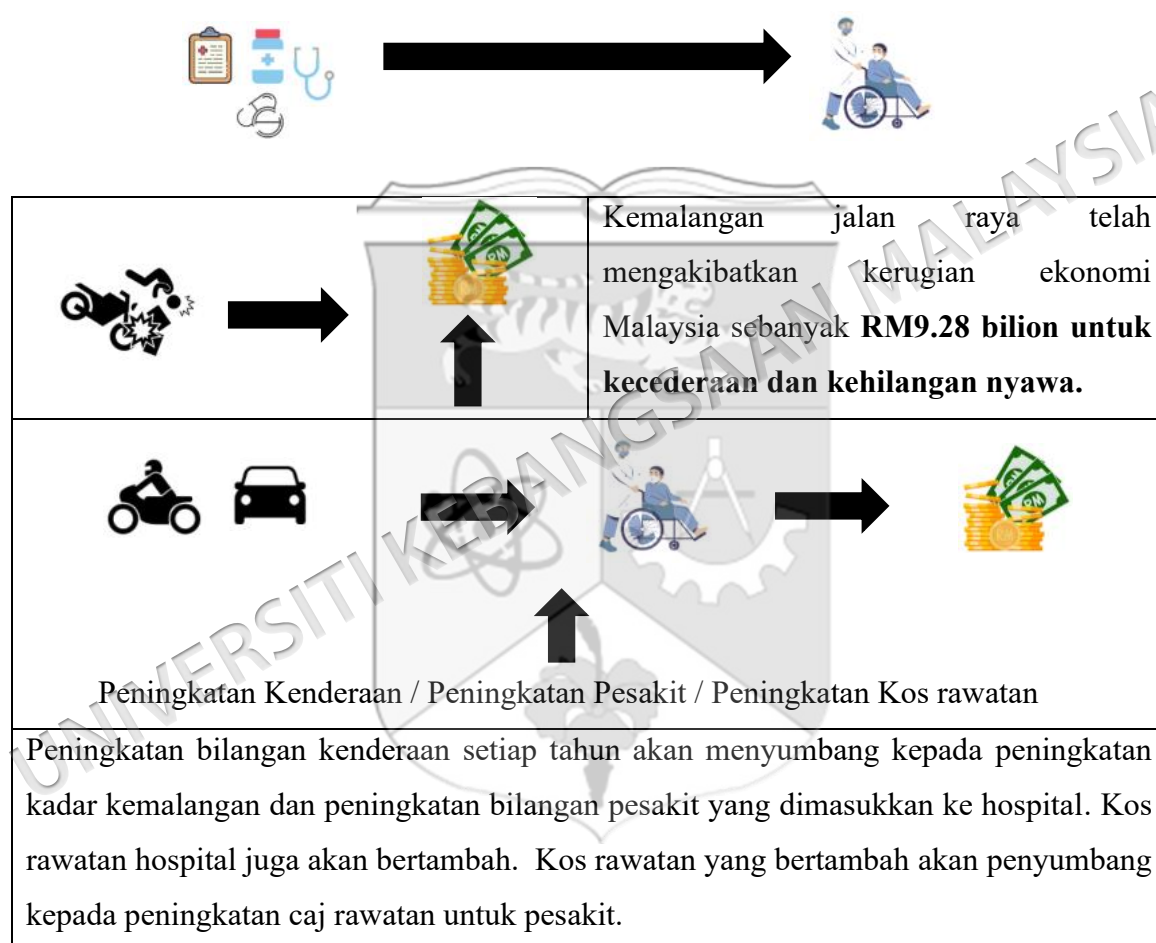 Kemalangan jalan raya telah
mengakibatkan kerugian ekonomi
Malaysia sebanyak RM9.28 bilion untuk
kecederaan dan kehilangan nyawa.
Peningkatan Kenderaan / Peningkatan Pesakit / Peningkatan Kos rawatan
Peningkatan bilangan kenderaan setiap tahun akan menyumbang kepada peningkatan
kadar kemalangan dan peningkatan bilangan pesakit yang dimasukkan ke hospital. Kos
rawatan hospital juga akan bertambah. Kos rawatan yang bertambah akan penyumbang
kepada peningkatan caj rawatan untuk pesakit.
UNIVERSITI KEBANGSAAN MALAYSIA